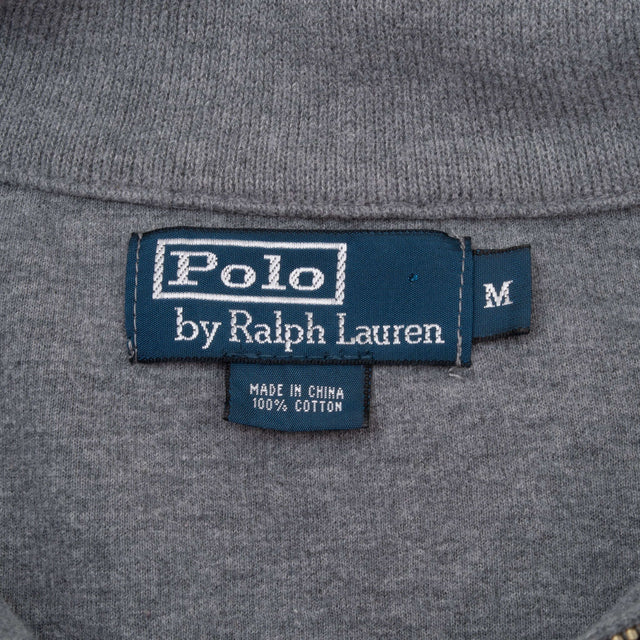 Polo
by Ralph Lauren
M
MADE IN CHINA
100% COTTON